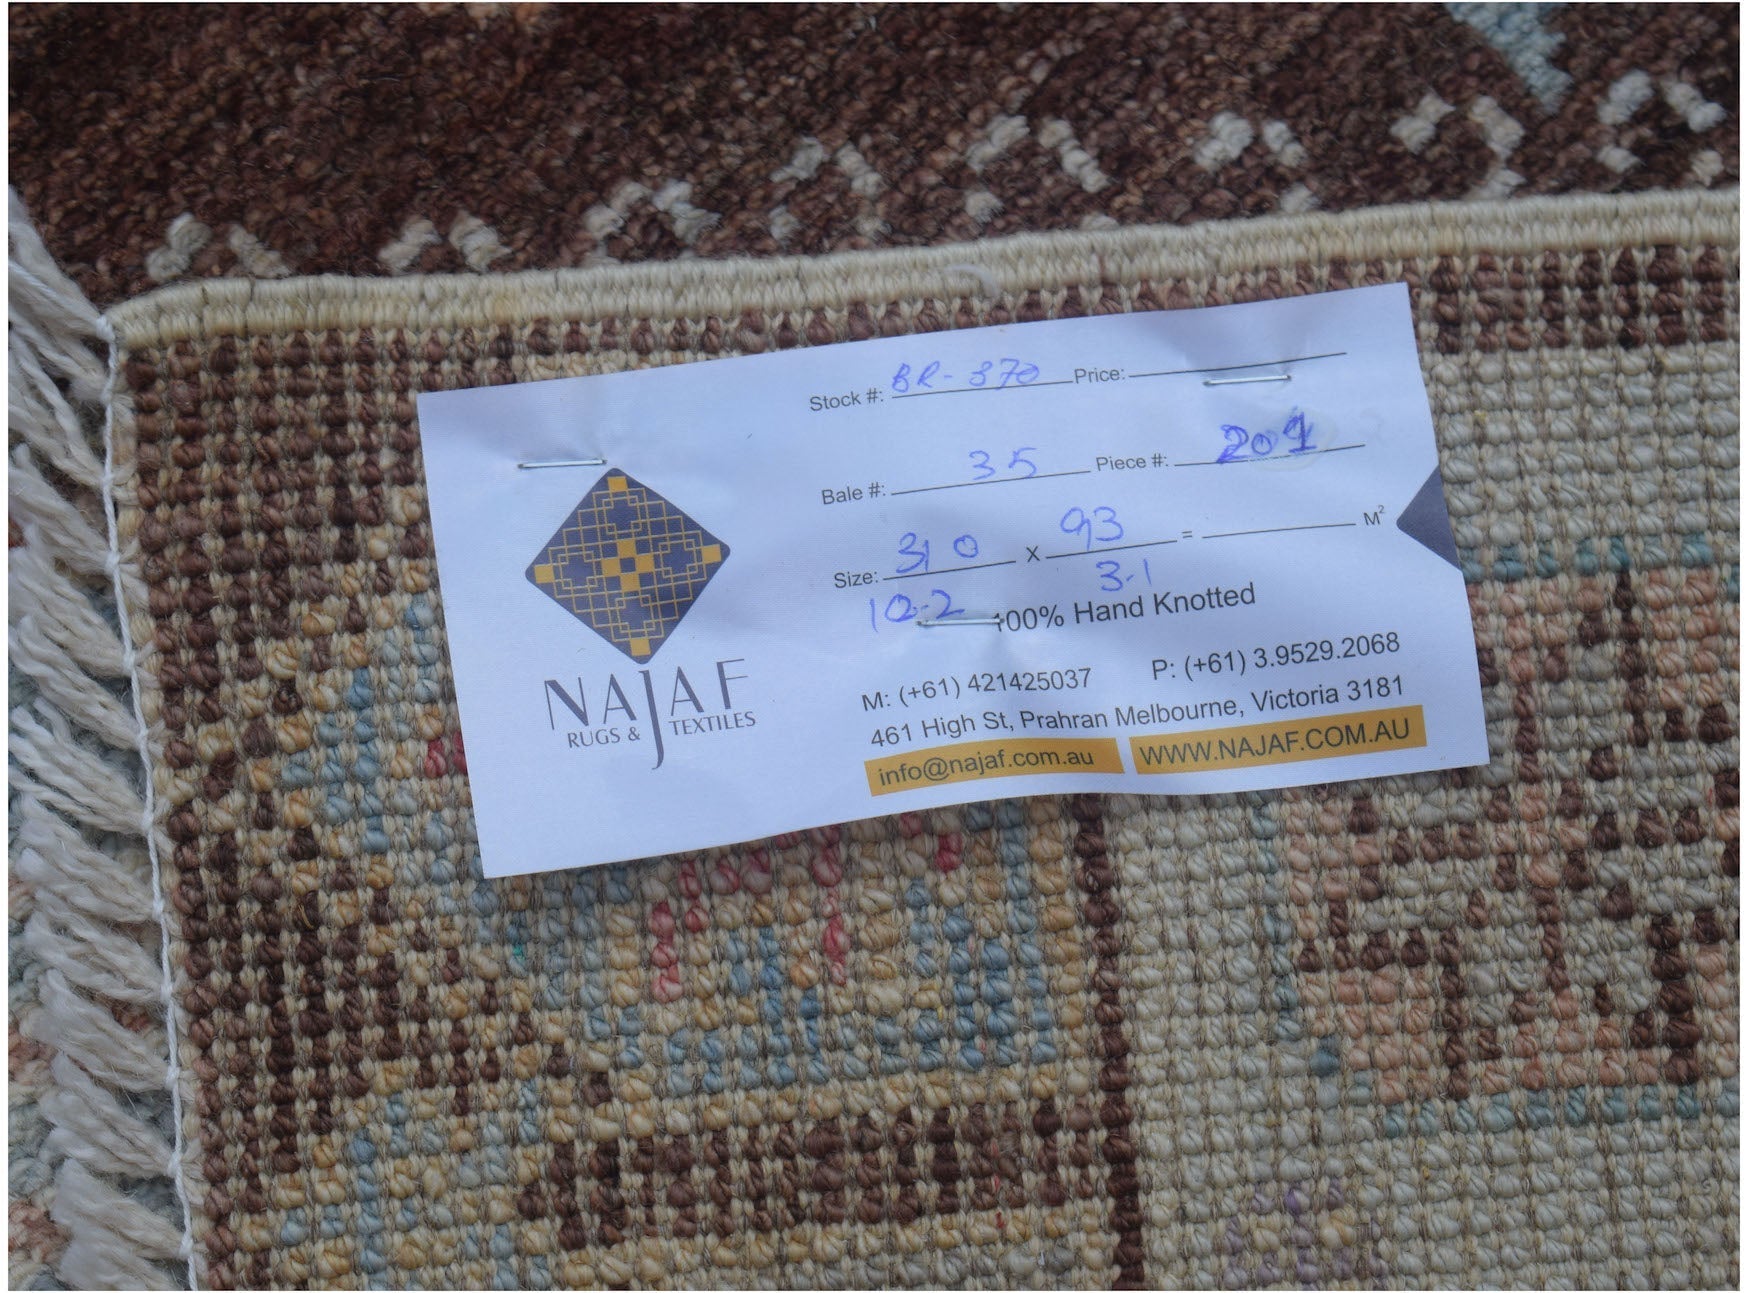 Stock #: BR-370 Price:
Bale #: 35 Piece #: 209
Size: 310 X 93 = M²
10-2 3-1
100% Hand Knotted
NAJAF
RUGS & TEXTILES
M: (+61) 421425037 P: (+61) 3.9529.2068
461 High St, Prahran Melbourne, Victoria 3181
info@najaf.com.au WWW.NAJAF.COM.AU